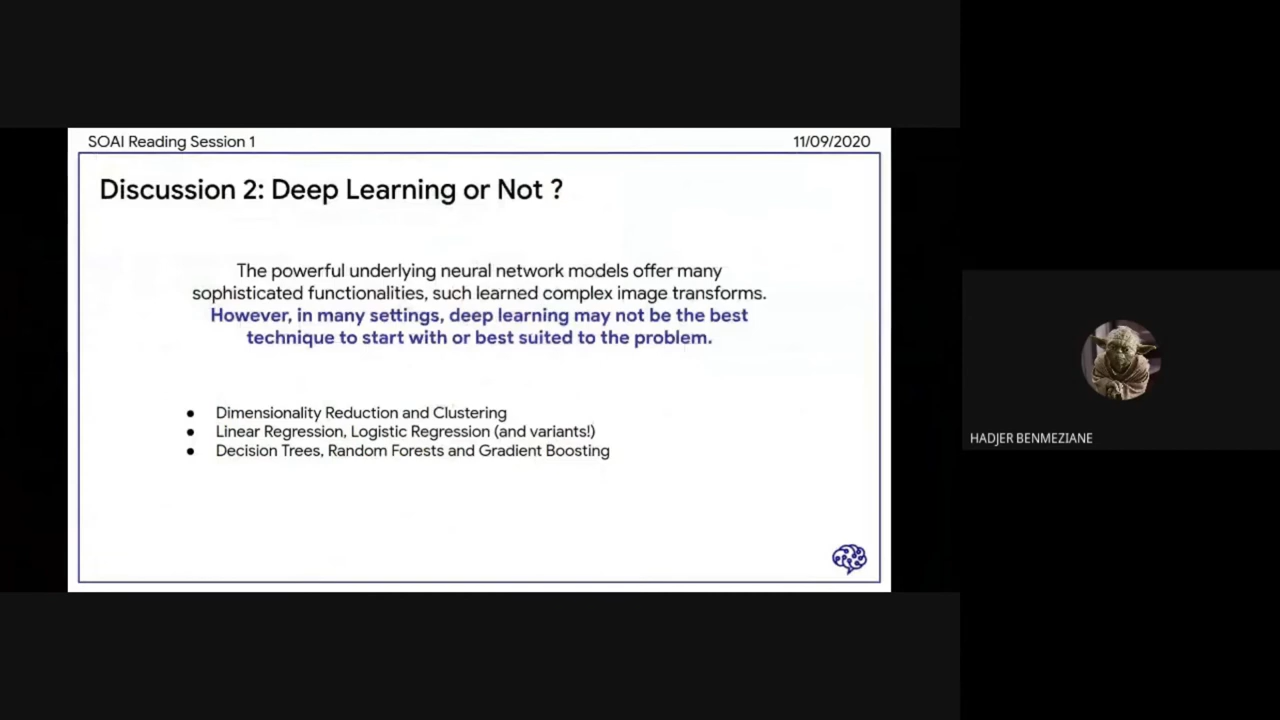 SOAI Reading Session 1
11/09/2020
Discussion 2: Deep Learning or Not ?
The powerful underlying neural network models offer many
sophisticated functionalities, such learned complex image transforms.
However, in many settings, deep learning may not be the best
technique to start with or best suited to the problem.
● Dimensionality Reduction and Clustering
● Linear Regression, Logistic Regression (and variants!)
● Decision Trees, Random Forests and Gradient Boosting
HADJER BENMEZIANE